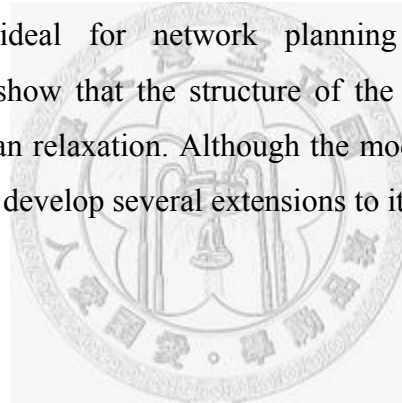 ideal for network planning
show that the structure of the
an relaxation. Although the mod
develop several extensions to it